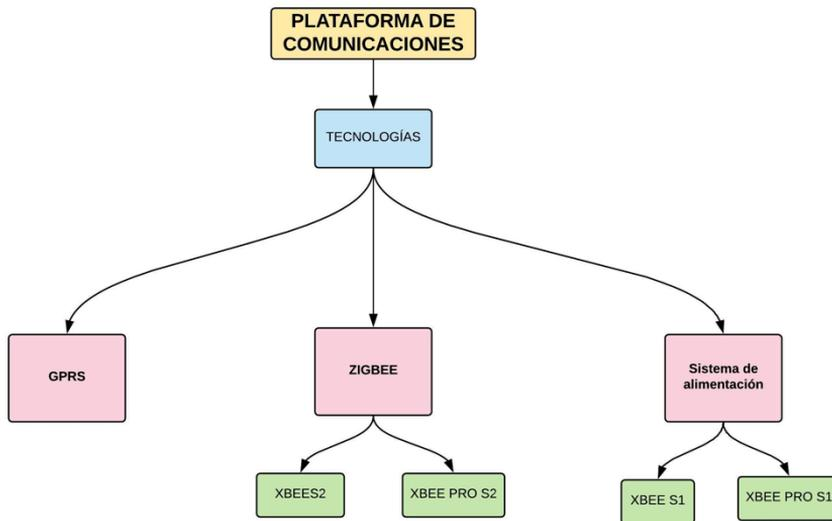 PLATAFORMA DE
COMUNICACIONES
TECNOLOGÍAS
GPRS
ZIGBEE
Sistema de
alimentación
XBEES2
XBEE PRO S2
XBEE S1
XBEE PRO S1